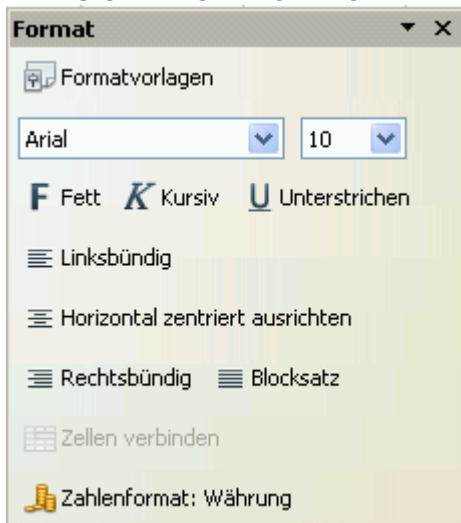 Format
Formatvorlagen
Arial 10
F Fett K Kursiv U Unterstrichen
Linksbündig
Horizontal zentriert ausrichten
Rechtsbündig Blocksatz
Zellen verbinden
Zahlenformat: Währung